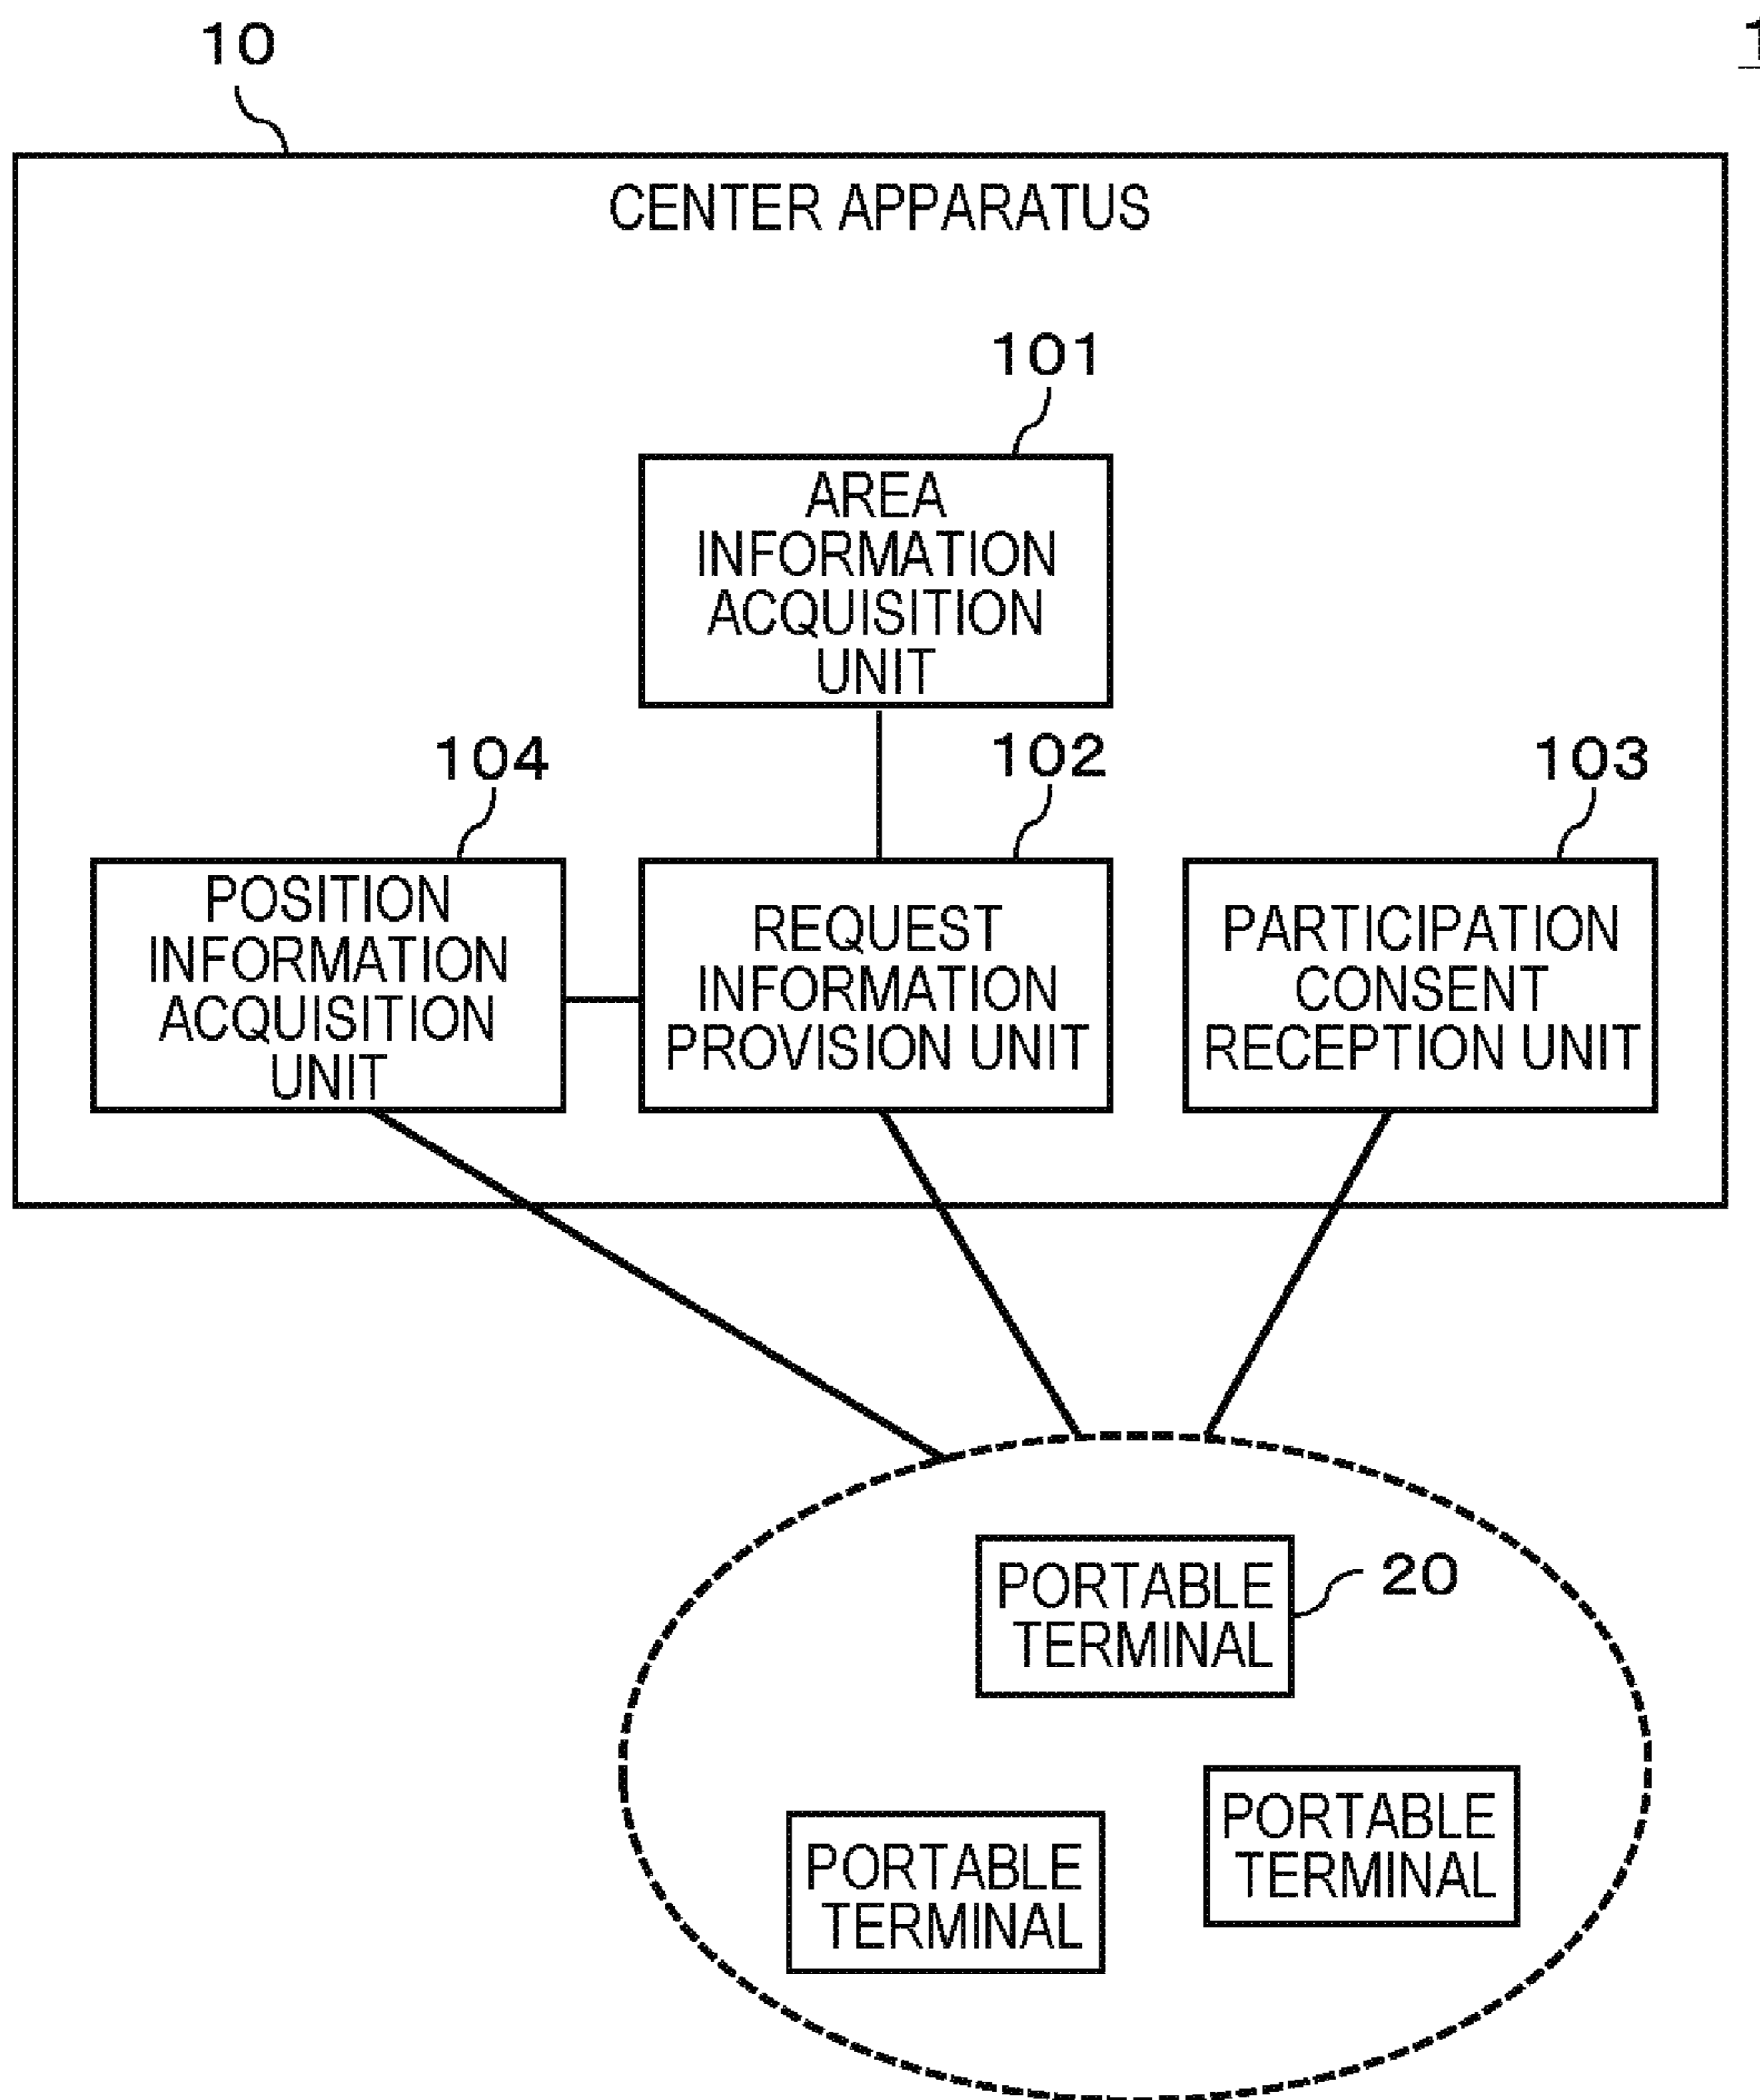 10
1
CENTER APPARATUS
101
AREA
INFORMATION
ACQUISITION
UNIT
104
102
103
POSITION
INFORMATION
ACQUISITION
UNIT
REQUEST
INFORMATION
PROVISION UNIT
PARTICIPATION
CONSENT
RECEPTION UNIT
PORTABLE
TERMINAL
20
PORTABLE
TERMINAL
PORTABLE
TERMINAL